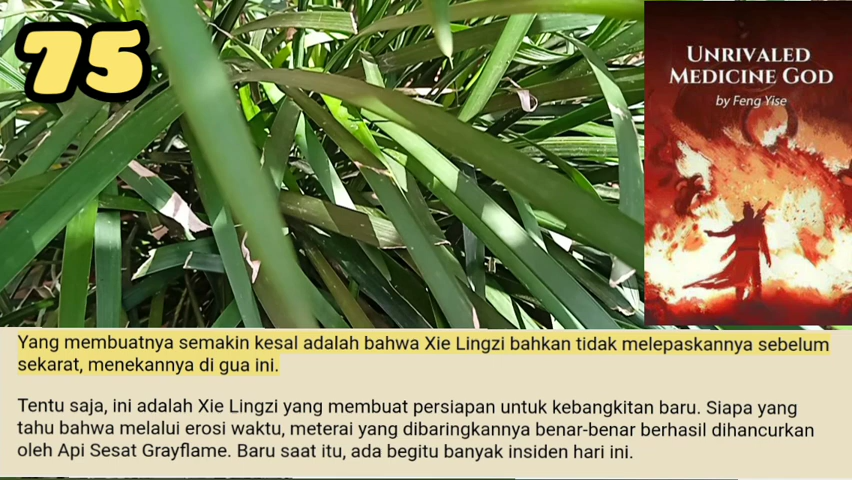 75
UNRIVALED
MEDICINE GOD
by Feng Yise
Yang membuatnya semakin kesal adalah bahwa Xie Lingzi bahkan tidak melepaskannya sebelum
sekarat, menekannya di gua ini.
Tentu saja, ini adalah Xie Lingzi yang membuat persiapan untuk kebangkitan baru. Siapa yang
tahu bahwa melalui erosi waktu, meterai yang dibaringkannya benar-benar berhasil dihancurkan
oleh Api Sesat Grayflame. Baru saat itu, ada begitu banyak insiden hari ini.